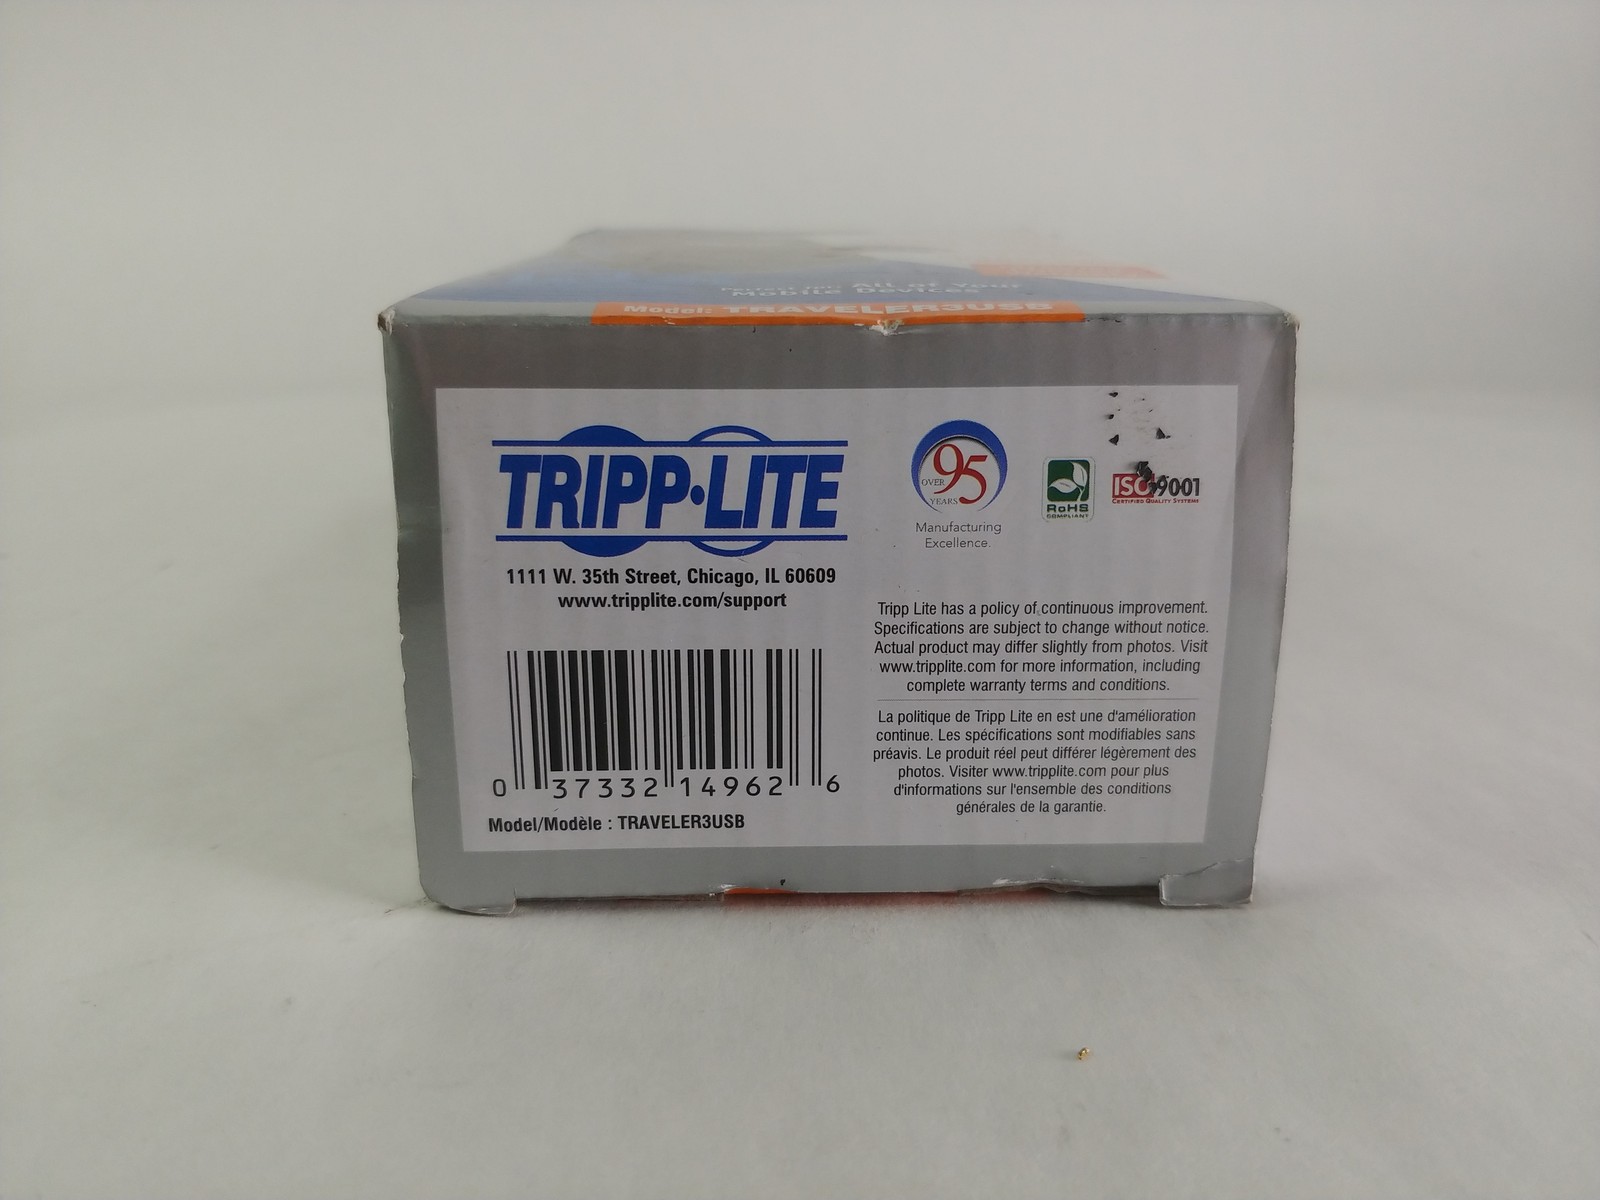 Perfect for: All of Your
Mobile Devices
Model: TRAVELER3USB
TRIPP·LITE
1111 W. 35th Street, Chicago, IL 60609
www.tripplite.com/support
0 37332 14962 6
Model/Modèle : TRAVELER3USB
OVER 95
YEARS
Manufacturing
Excellence.
RoHS
COMPLIANT
ISO 9001
CERTIFIED QUALITY SYSTEMS
Tripp Lite has a policy of continuous improvement.
Specifications are subject to change without notice.
Actual product may differ slightly from photos. Visit
www.tripplite.com for more information, including
complete warranty terms and conditions.
La politique de Tripp Lite en est une d'amélioration
continue. Les spécifications sont modifiables sans
préavis. Le produit réel peut différer légèrement des
photos. Visiter www.tripplite.com pour plus
d'informations sur l'ensemble des conditions
générales de la garantie.